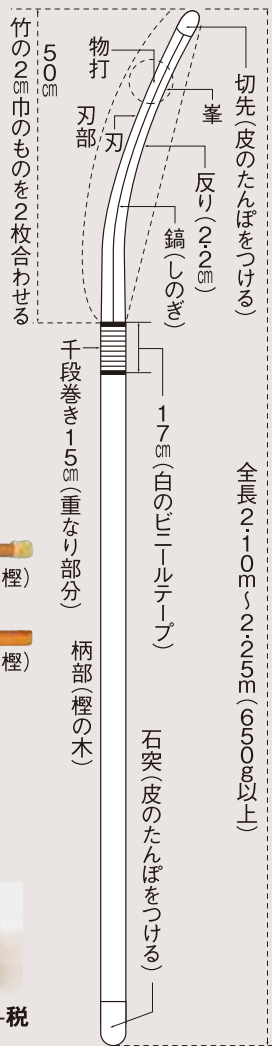 切先(皮のたんぽをつける)
峯
反り(2.2㎝)
鎬(しのぎ)
物打
刃
刃部
50㎝
竹の2㎝巾のものを2枚合わせる
全長2.10m〜2.25m(650g以上)
17㎝(白のビニールテープ)
千段巻き15㎝(重なり部分)
柄部(樫の木)
石突(皮のたんぽをつける)
樫)
樫)
税